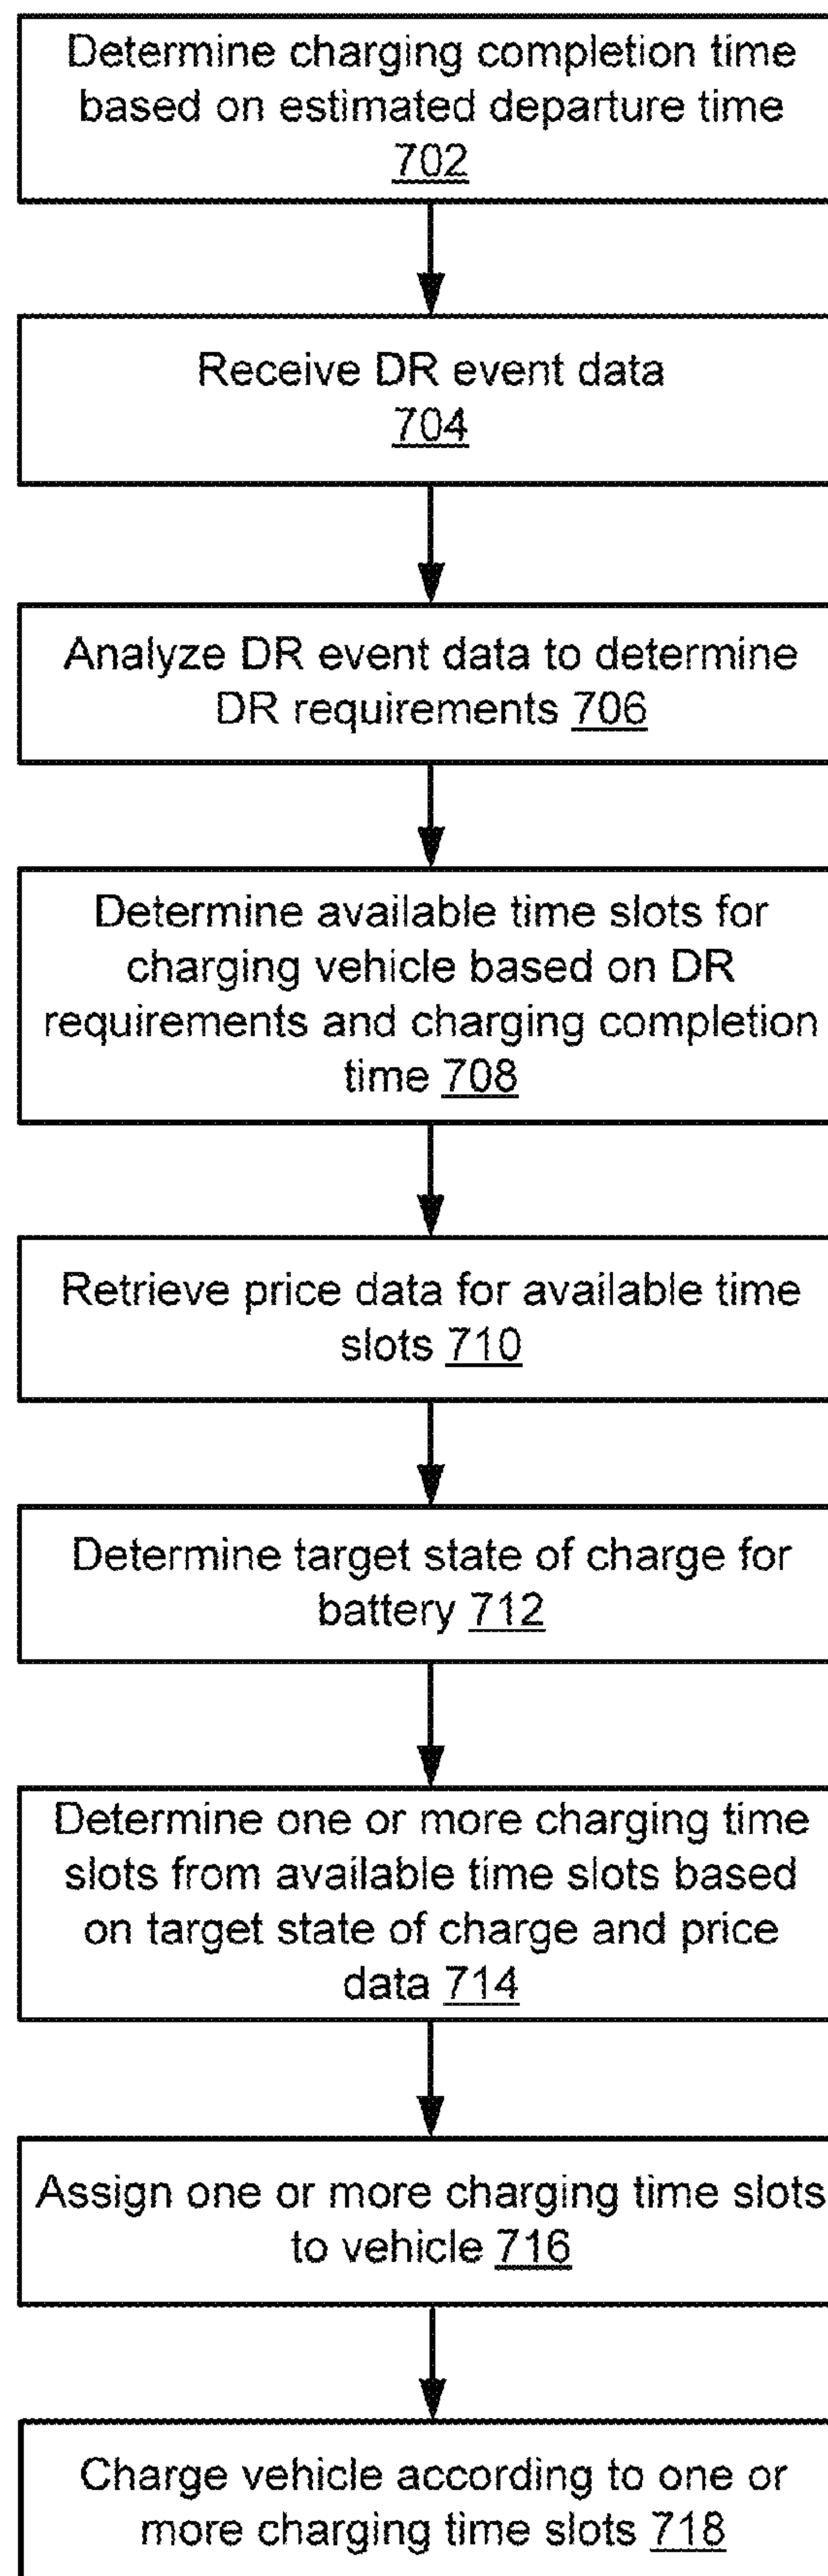 Determine charging completion time
based on estimated departure time
702
Receive DR event data
704
Analyze DR event data to determine
DR requirements 706
Determine available time slots for
charging vehicle based on DR
requirements and charging completion
time 708
Retrieve price data for available time
slots 710
Determine target state of charge for
battery 712
Determine one or more charging time
slots from available time slots based
on target state of charge and price
data 714
Assign one or more charging time slots
to vehicle 716
Charge vehicle according to one or
more charging time slots 718